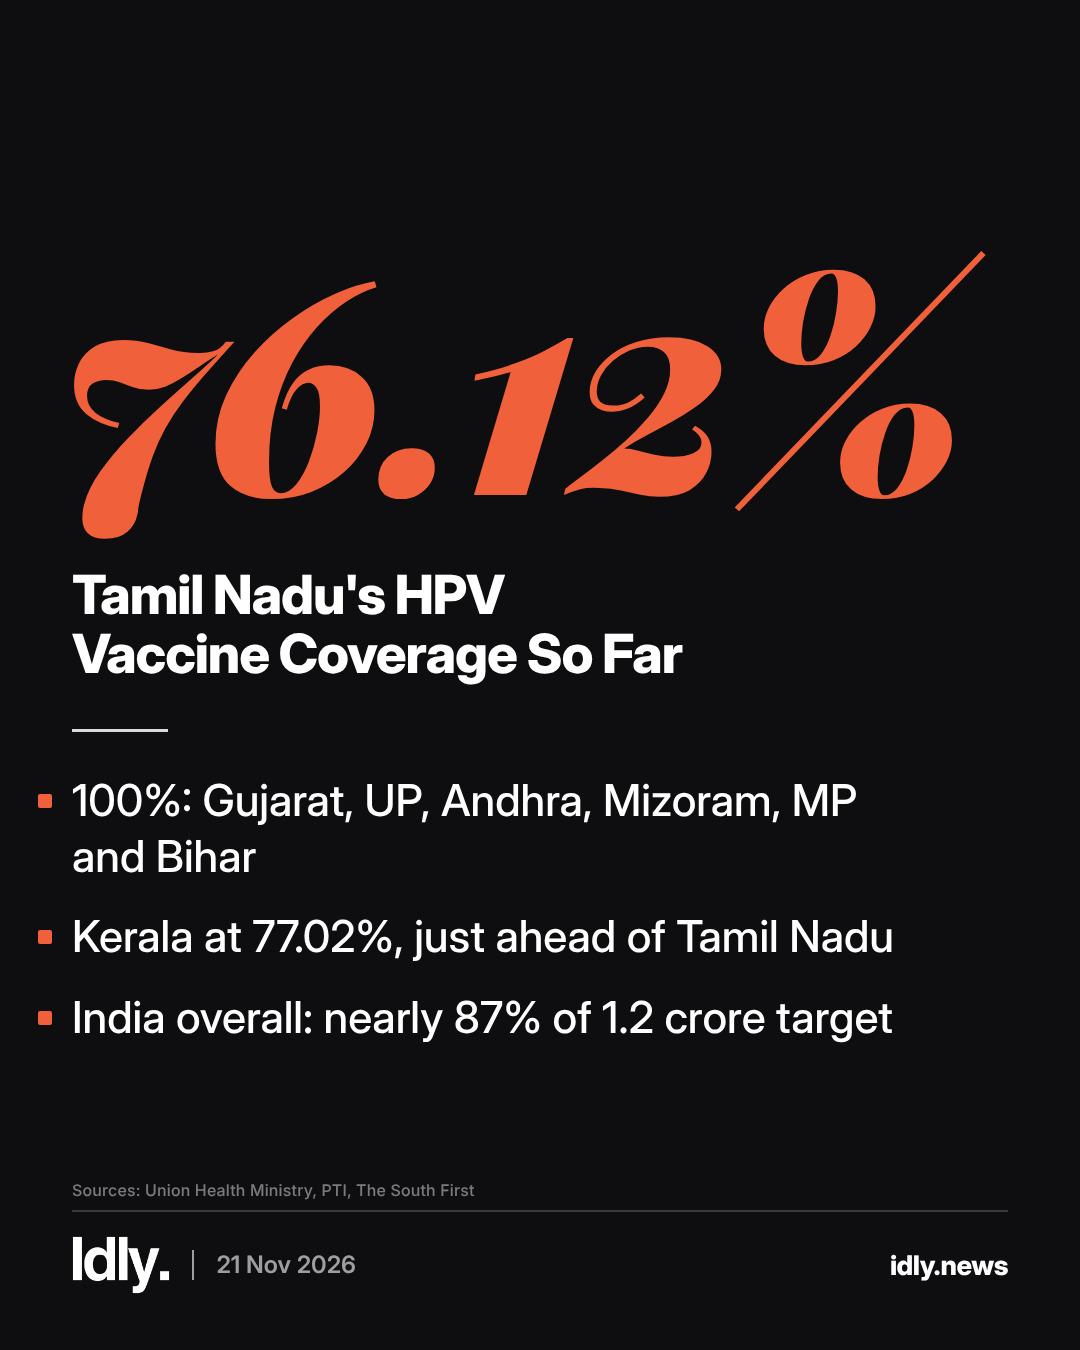 76.12%
Tamil Nadu's HPV
Vaccine Coverage So Far
100%: Gujarat, UP, Andhra, Mizoram, MP
and Bihar
Kerala at 77.02%, just ahead of Tamil Nadu
India overall: nearly 87% of 1.2 crore target
Sources: Union Health Ministry, PTI, The South First
Idly. | 21 Nov 2026
idly.news